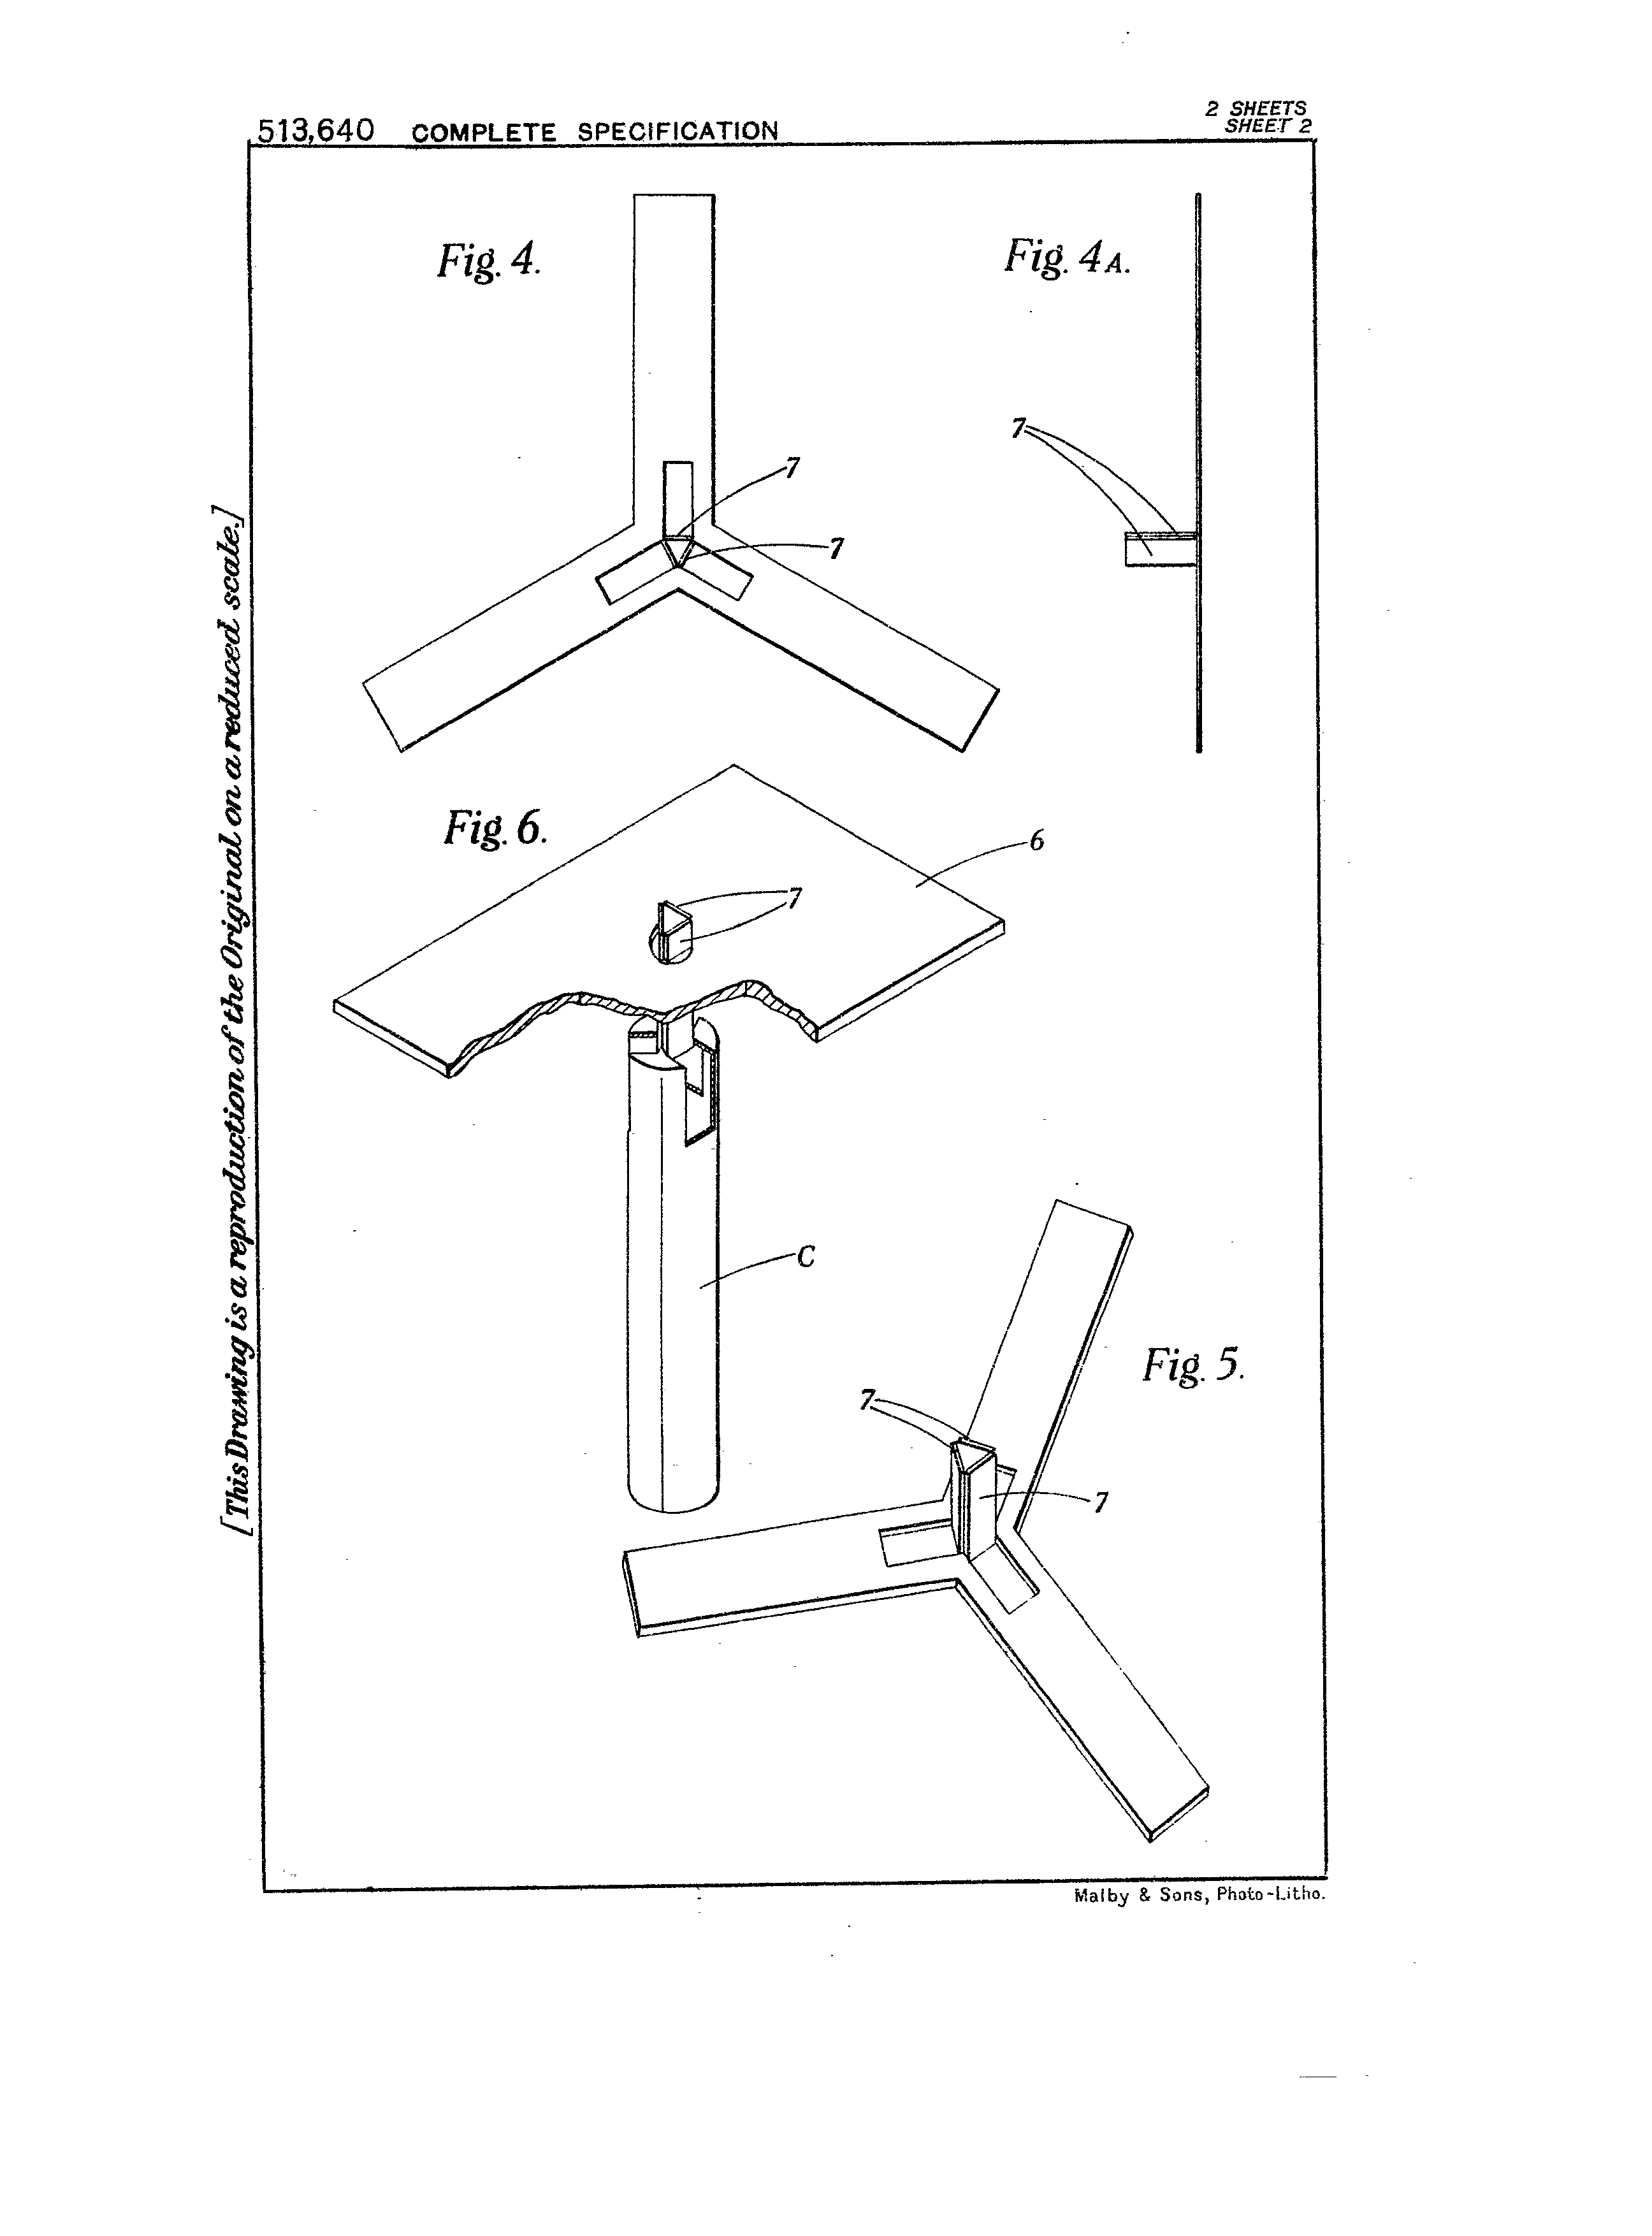 2 SHEETS
SHEET 2
513,640 COMPLETE SPECIFICATION
Fig. 4.
Fig. 4A.
7
7
7
Fig. 6.
6
7
C
Fig. 5.
7
7
[This Drawing is a reproduction of the Original on a reduced scale.]
Malby & Sons, Photo-Litho.